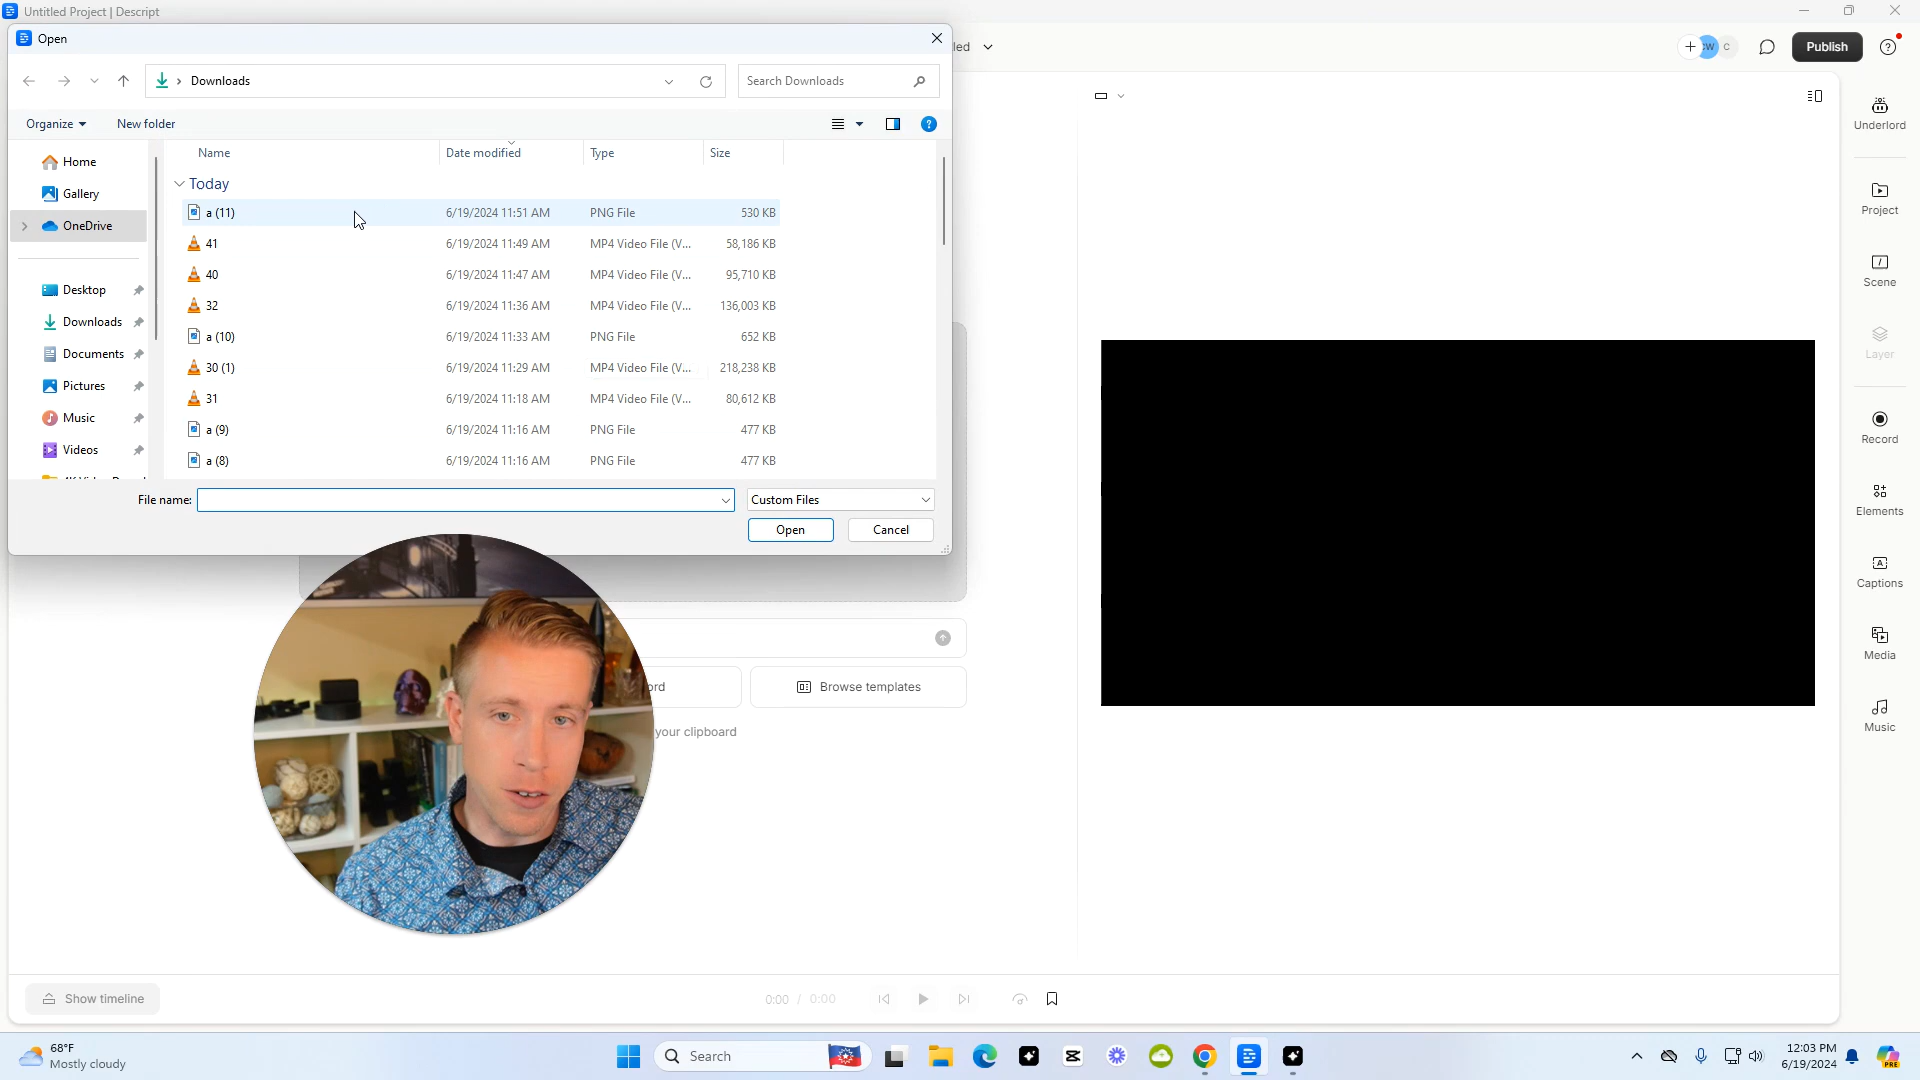 Untitled Project | Descript
Open
led
CW
C
Publish
Downloads
Search Downloads
Organize
New folder
Underlord
Home
Gallery
OneDrive
Desktop
Downloads
Documents
Pictures
Music
Videos
Name
Date modified
Type
Size
Today
a (11) 6/19/2024 11:51 AM PNG File 530 KB
41 6/19/2024 11:49 AM MP4 Video File (V... 58,186 KB
40 6/19/2024 11:47 AM MP4 Video File (V... 95,710 KB
32 6/19/2024 11:36 AM MP4 Video File (V... 136,003 KB
a (10) 6/19/2024 11:33 AM PNG File 652 KB
30 (1) 6/19/2024 11:29 AM MP4 Video File (V... 218,238 KB
31 6/19/2024 11:18 AM MP4 Video File (V... 80,612 KB
a (9) 6/19/2024 11:16 AM PNG File 477 KB
a (8) 6/19/2024 11:16 AM PNG File 477 KB
File name:
Custom Files
Open
Cancel
Project
Scene
Layer
Record
Elements
Captions
Media
Music
ord
Browse templates
your clipboard
Show timeline
0:00 / 0:00
68°F
Mostly cloudy
Search
12:03 PM
6/19/2024
PRE